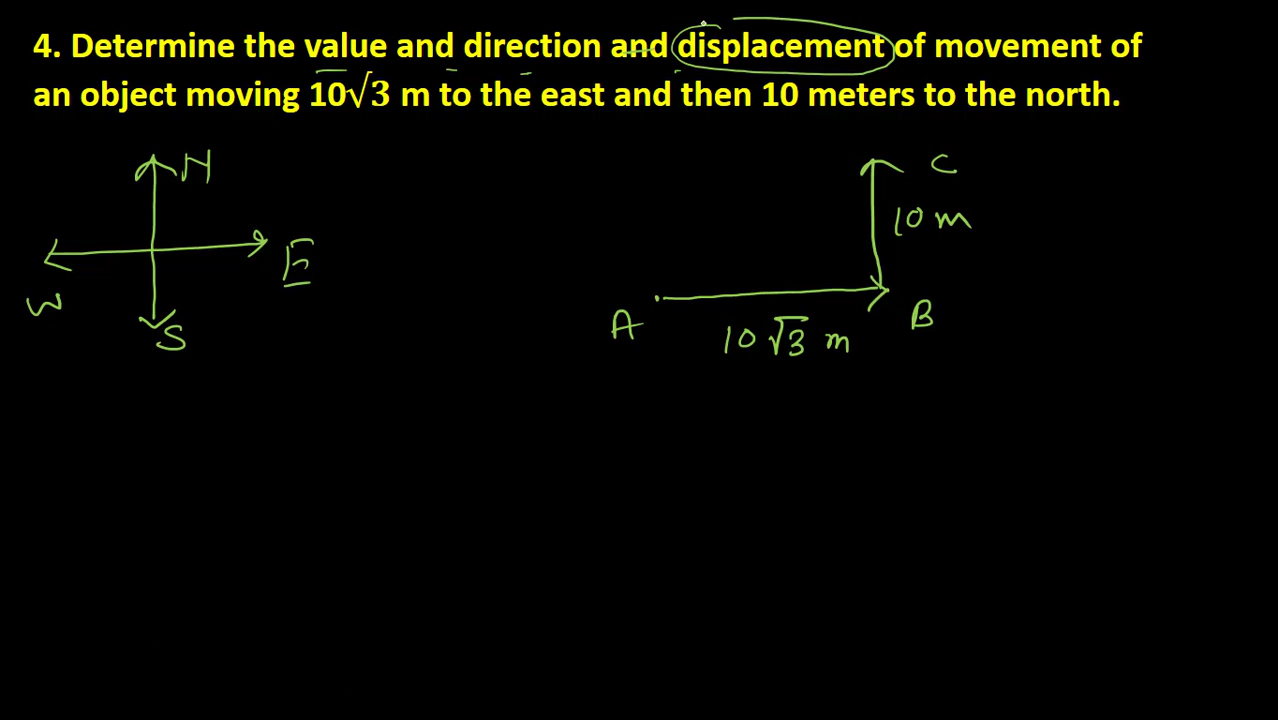 4. Determine the value and direction and displacement of movement of
an object moving 10√3 m to the east and then 10 meters to the north.
N
C
10 m
E
W
S
A
B
10 √3 m